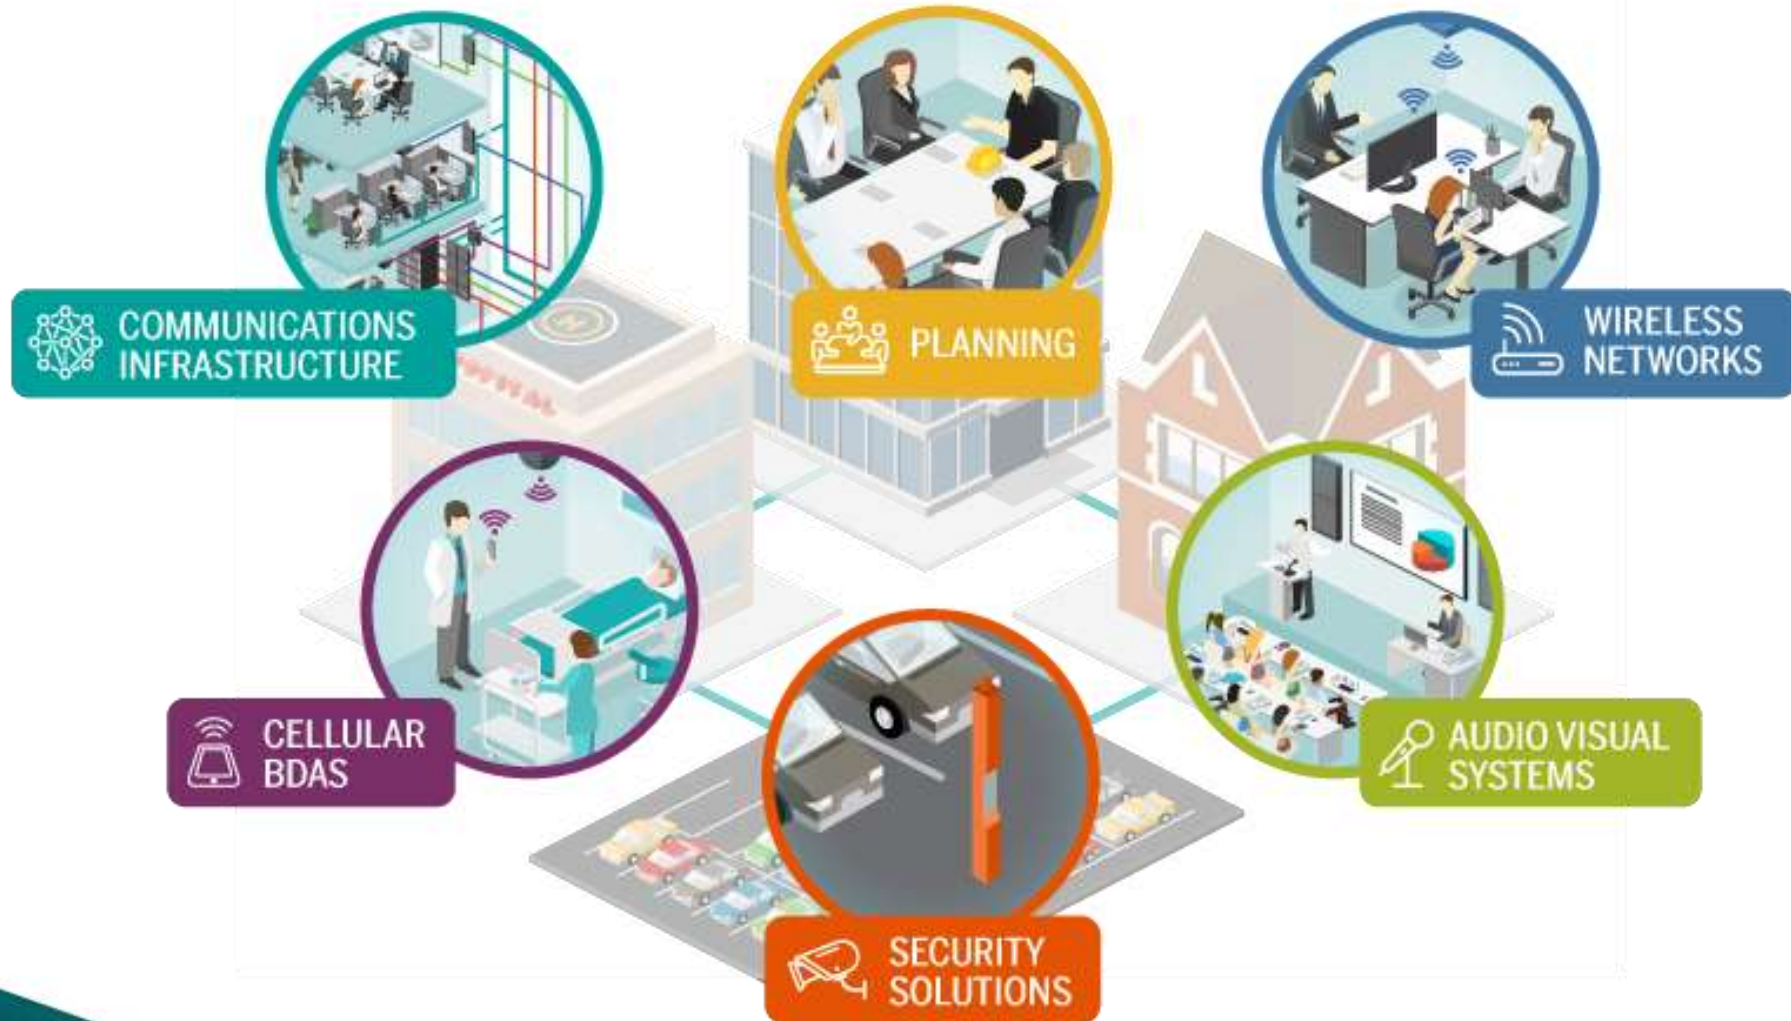 COMMUNICATIONS
INFRASTRUCTURE
PLANNING
WIRELESS
NETWORKS
CELLULAR
BDAS
AUDIO VISUAL
SYSTEMS
SECURITY
SOLUTIONS